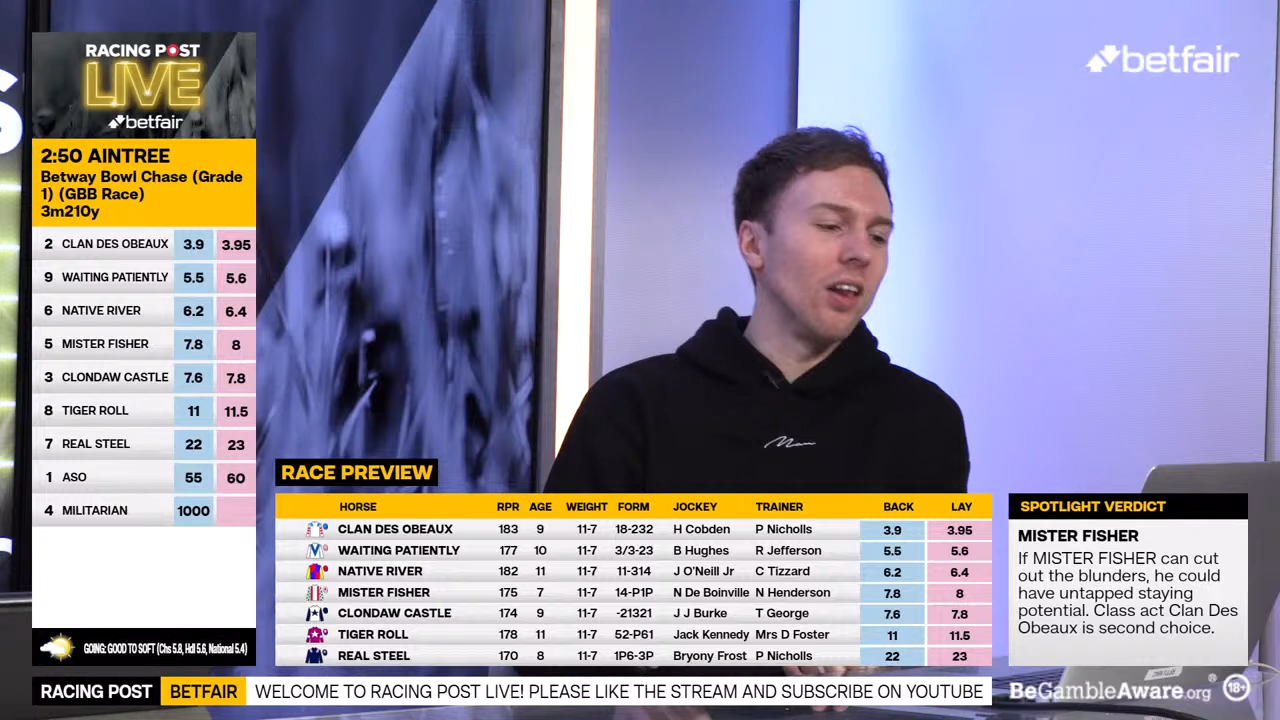 S
RACING POST
LIVE
betfair
betfair
2:50 AINTREE
Betway Bowl Chase (Grade
1) (GBB Race)
3m210y
2 CLAN DES OBEAUX 3.9 3.95
9 WAITING PATIENTLY 5.5 5.6
6 NATIVE RIVER 6.2 6.4
5 MISTER FISHER 7.8 8
3 CLONDAW CASTLE 7.6 7.8
8 TIGER ROLL 11 11.5
7 REAL STEEL 22 23
1 ASO 55 60
4 MILITARIAN 1000
GOING: GOOD TO SOFT (Chs 5.8, Hdl 5.6, National 5.4)
Man
RACE PREVIEW
HORSE RPR AGE WEIGHT FORM JOCKEY TRAINER BACK LAY
CLAN DES OBEAUX 183 9 11-7 18-232 H Cobden P Nicholls 3.9 3.95
WAITING PATIENTLY 177 10 11-7 3/3-23 B Hughes R Jefferson 5.5 5.6
NATIVE RIVER 182 11 11-7 11-314 J O'Neill Jr C Tizzard 6.2 6.4
MISTER FISHER 175 7 11-7 14-P1P N De Boinville N Henderson 7.8 8
CLONDAW CASTLE 174 9 11-7 -21321 J J Burke T George 7.6 7.8
TIGER ROLL 178 11 11-7 52-P61 Jack Kennedy Mrs D Foster 11 11.5
REAL STEEL 170 8 11-7 1P6-3P Bryony Frost P Nicholls 22 23
SPOTLIGHT VERDICT
MISTER FISHER
If MISTER FISHER can cut
out the blunders, he could
have untapped staying
potential. Class act Clan Des
Obeaux is second choice.
RACING POST BETFAIR WELCOME TO RACING POST LIVE! PLEASE LIKE THE STREAM AND SUBSCRIBE ON YOUTUBE
BeGambleAware.org® 18+